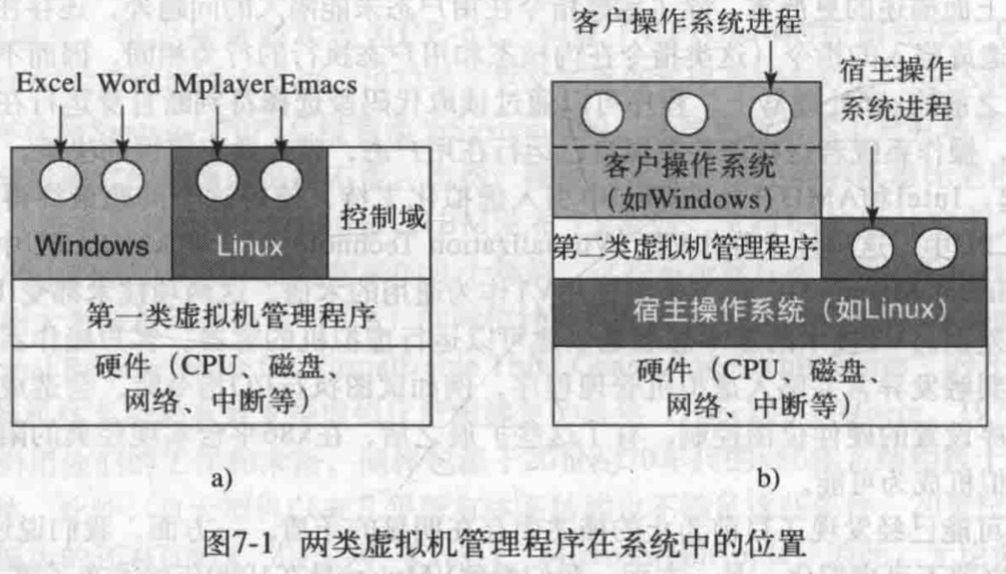 Excel Word Mplayer Emacs
Windows
Linux
控制域
第一类虚拟机管理程序
硬件（CPU、磁盘、
网络、中断等）
a)
客户操作系统进程
宿主操作
系统进程
客户操作系统
（如Windows）
第二类虚拟机管理程序
宿主操作系统（如Linux）
硬件（CPU、磁盘、
网络、中断等）
b)
图7-1 两类虚拟机管理程序在系统中的位置